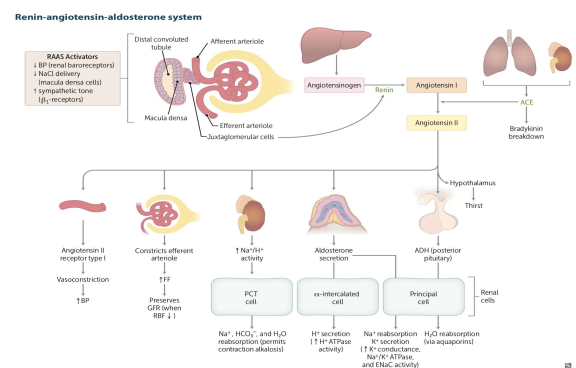 Renin-angiotensin-aldosterone system
RAAS Activators
↓ BP (renal baroreceptors)
↓ NaCl delivery
(macula densa cells)
↑ sympathetic tone
(β₁-receptors)
Distal convoluted
tubule
Afferent arteriole
Macula densa
Efferent arteriole
Juxtaglomerular cells
Angiotensinogen
Renin
Angiotensin I
ACE
Bradykinin
breakdown
Angiotensin II
Hypothalamus
Thirst
Angiotensin II
receptor type I
Vasoconstriction
↑BP
Constricts efferent
arteriole
↑FF
Preserves
GFR (when
RBF ↓ )
↑Na⁺/H⁺
activity
PCT
cell
Na⁺, HCO₃⁻, and H₂O
reabsorption (permits
contraction alkalosis)
Aldosterone
secretion
α-intercalated
cell
H⁺ secretion
(↑H⁺ ATPase
activity)
ADH (posterior
pituitary)
Principal
cell
Renal
cells
Na⁺ reabsorption
K⁺ secretion
(↑K⁺ conductance,
Na⁺/K⁺ ATPase,
and ENaC activity)
H₂O reabsorption
(via aquaporins)